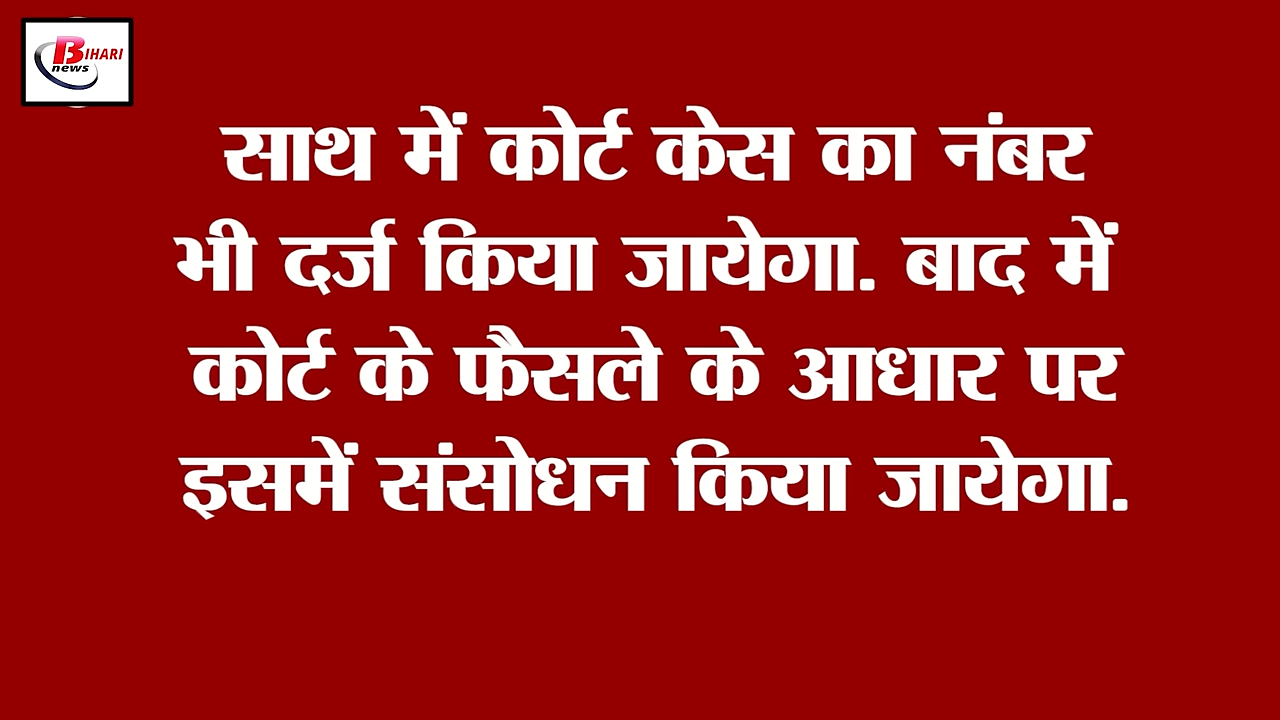 BIHARI
news
साथ में कोर्ट केस का नंबर
भी दर्ज किया जायेगा. बाद में
कोर्ट के फैसले के आधार पर
इसमें संसोधन किया जायेगा.